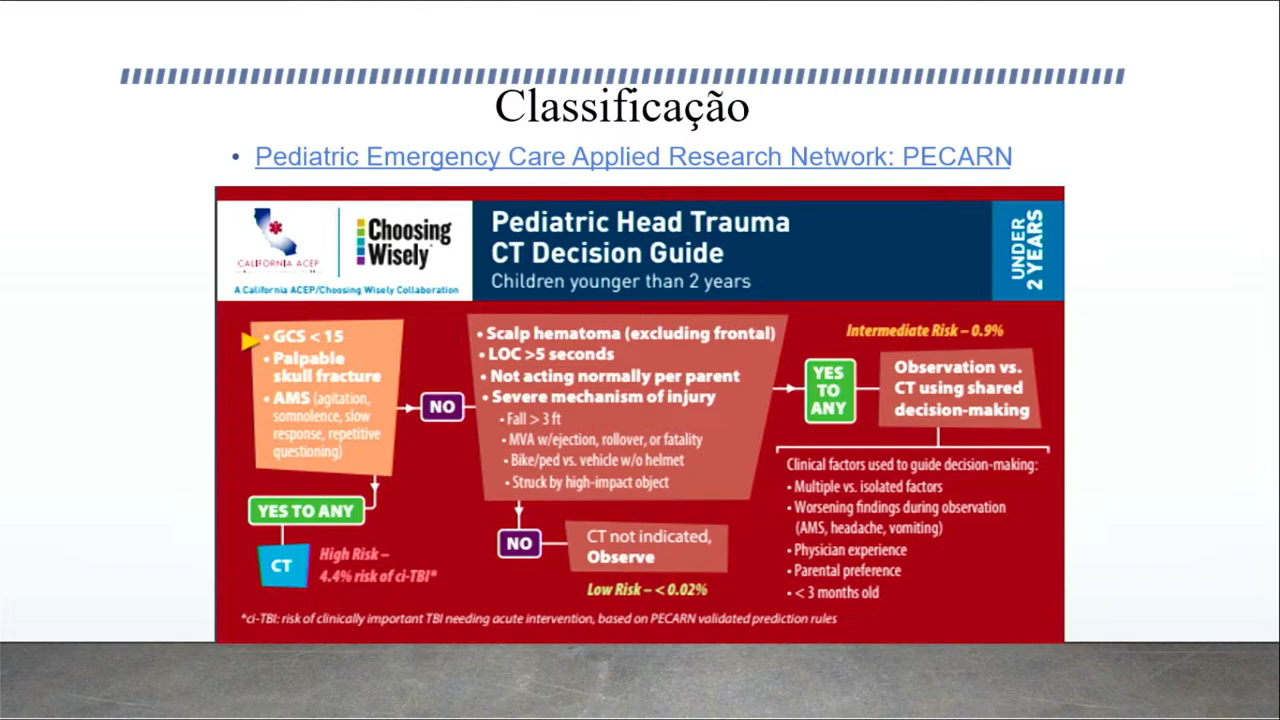 Classificação
• Pediatric Emergency Care Applied Research Network: PECARN
CALIFORNIA ACEP
Choosing
Wisely
A California ACEP/Choosing Wisely Collaboration
Pediatric Head Trauma
CT Decision Guide
Children younger than 2 years
UNDER
2 YEARS
• GCS < 15
• Palpable
skull fracture
• AMS (agitation,
somnolence, slow
response, repetitive
questioning)
YES TO ANY
CT
High Risk –
4.4% risk of ci-TBI*
NO
• Scalp hematoma (excluding frontal)
• LOC >5 seconds
• Not acting normally per parent
• Severe mechanism of injury
• Fall > 3 ft
• MVA w/ejection, rollover, or fatality
• Bike/ped vs. vehicle w/o helmet
• Struck by high-impact object
NO
CT not indicated,
Observe
Low Risk – < 0.02%
YES
TO
ANY
Intermediate Risk – 0.9%
Observation vs.
CT using shared
decision-making
Clinical factors used to guide decision-making:
• Multiple vs. isolated factors
• Worsening findings during observation
(AMS, headache, vomiting)
• Physician experience
• Parental preference
• < 3 months old
*ci-TBI: risk of clinically important TBI needing acute intervention, based on PECARN validated prediction rules